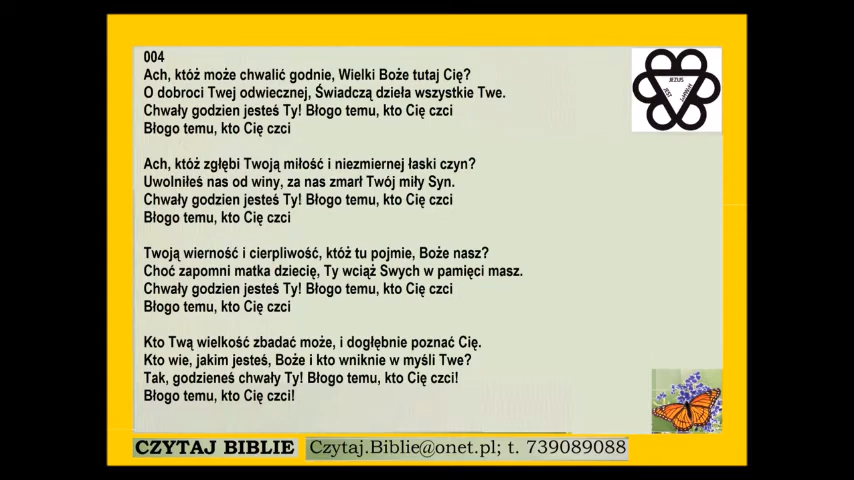 004
Ach, któż może chwalić godnie, Wielki Boże tutaj Cię?
O dobroci Twej odwiecznej, Świadczą dzieła wszystkie Twe.
Chwały godzien jesteś Ty! Błogo temu, kto Cię czci
Błogo temu, kto Cię czci
Ach, któż zgłębi Twoją miłość i niezmiernej łaski czyn?
Uwolniłeś nas od winy, za nas zmarł Twój miły Syn.
Chwały godzien jesteś Ty! Błogo temu, kto Cię czci
Błogo temu, kto Cię czci
Twoją wierność i cierpliwość, któż tu pojmie, Boże nasz?
Choć zapomni matka dziecię, Ty wciąż Swych w pamięci masz.
Chwały godzien jesteś Ty! Błogo temu, kto Cię czci
Błogo temu, kto Cię czci
Kto Twą wielkość zbadać może, i dogłębnie poznać Cię.
Kto wie, jakim jesteś, Boże i kto wniknie w myśli Twe?
Tak, godzieneś chwały Ty! Błogo temu, kto Cię czci!
Błogo temu, kto Cię czci!
JEZUS
JEST
CZYTAJ BIBLIE
Czytaj.Biblie@onet.pl; t. 739089088